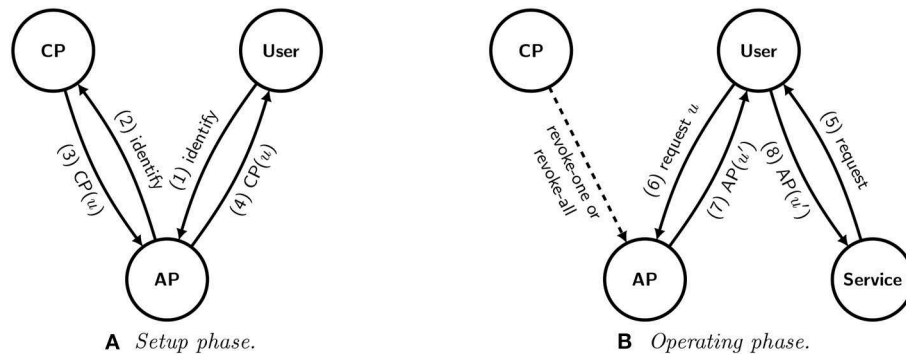 CP
User
(1) identify
(2) identify
(3) CP(u)
(4) CP(u)
AP
A Setup phase.
CP
User
revoke-one or
revoke-all
(6) request u
(7) AP(u′)
(8) AP(u′)
(5) request
AP
Service
B Operating phase.